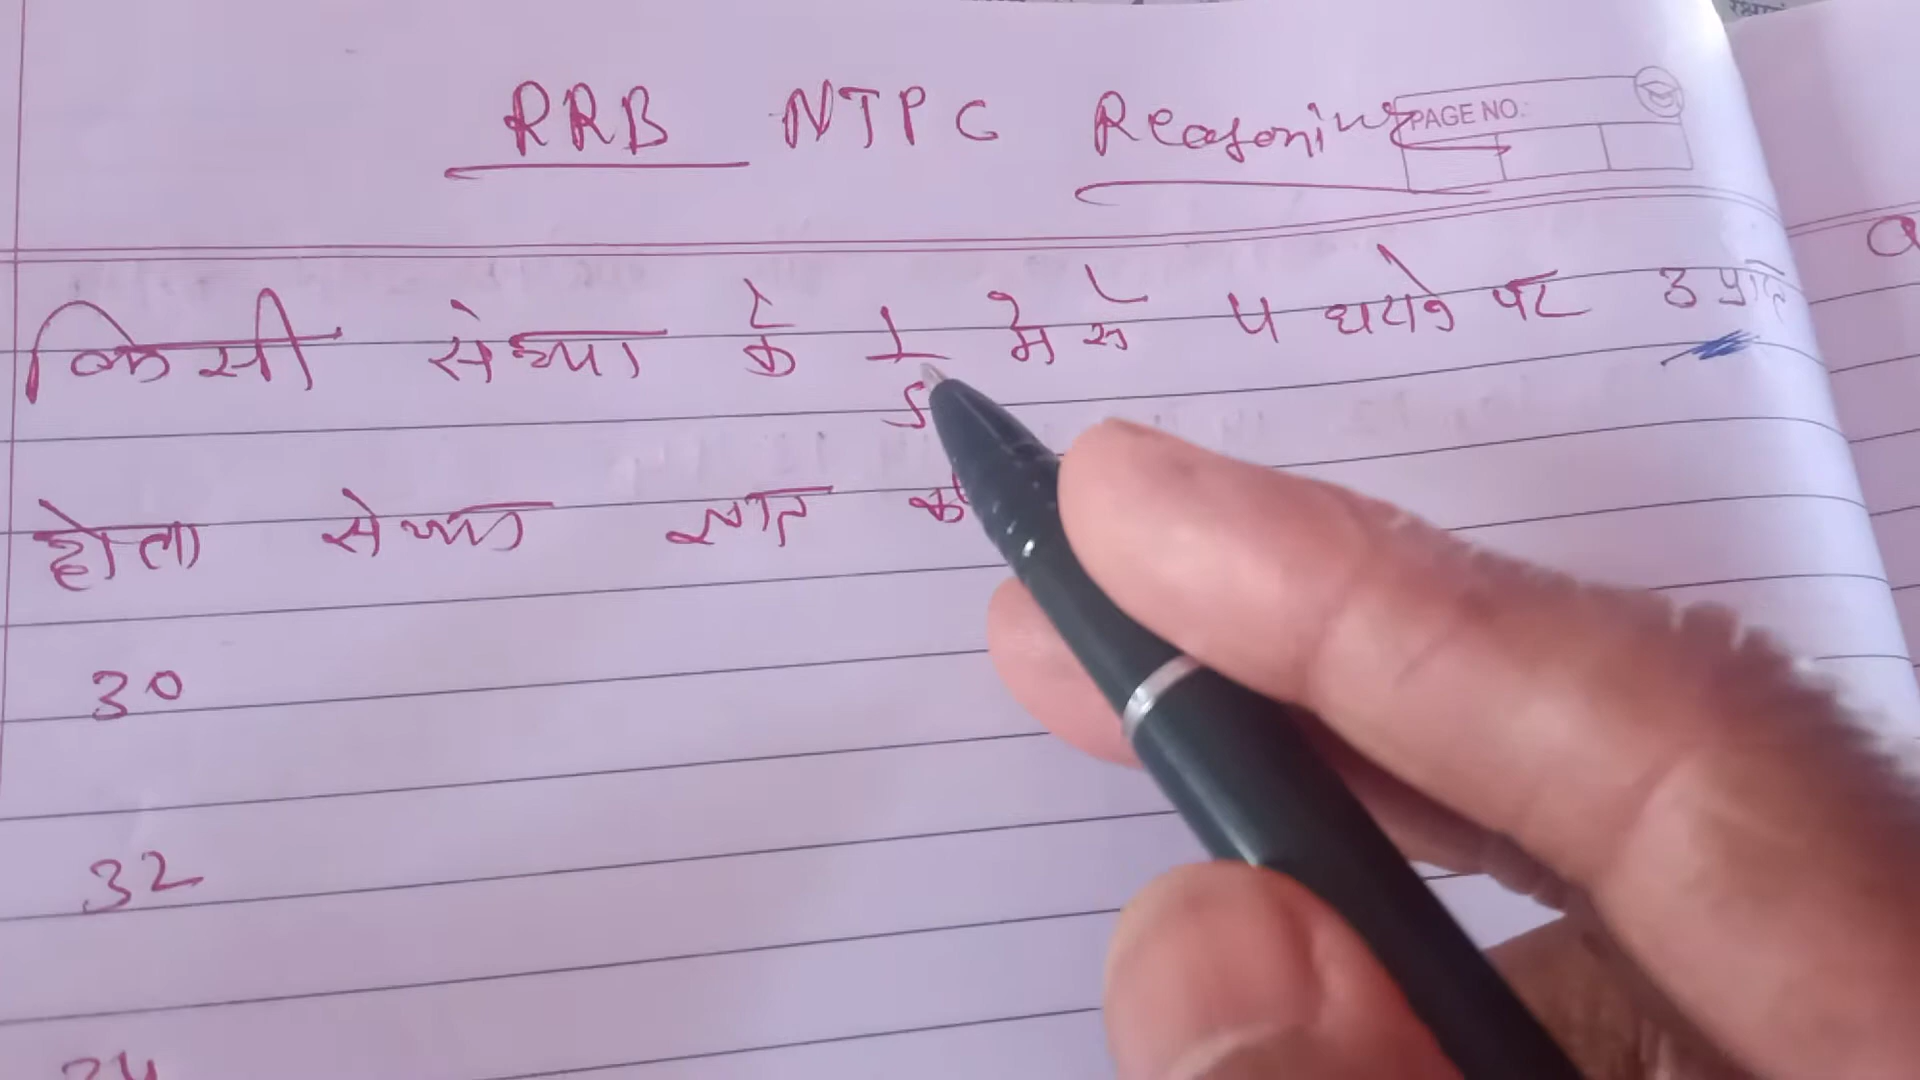 RRB NTPC Reasoning
PAGE NO.:
किसी संख्या के 1/5 में से 4 घटाने पर 3 प्राप्त
होता संख्या ज्ञात
30
32